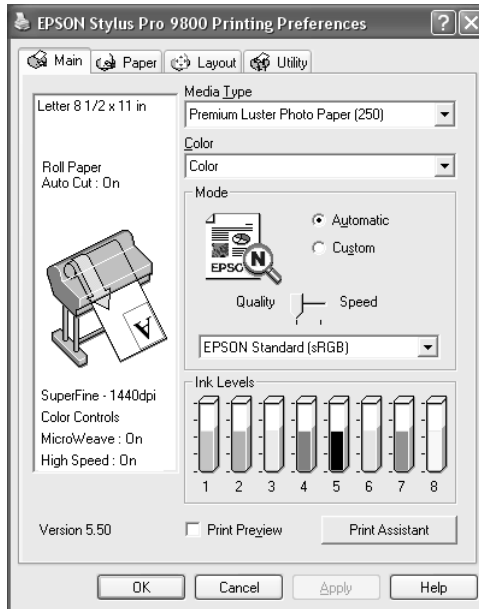 EPSON Stylus Pro 9800 Printing Preferences
Main Paper Layout Utility
Letter 8 1/2 x 11 in
Roll Paper
Auto Cut : On
A
SuperFine - 1440dpi
Color Controls
MicroWeave : On
High Speed : On
Version 5.50
Media Type
Premium Luster Photo Paper (250)
Color
Color
Mode
EPSO
N
Automatic
Custom
Quality Speed
EPSON Standard (sRGB)
Ink Levels
1 2 3 4 5 6 7 8
Print Preview Print Assistant
OK Cancel Apply Help